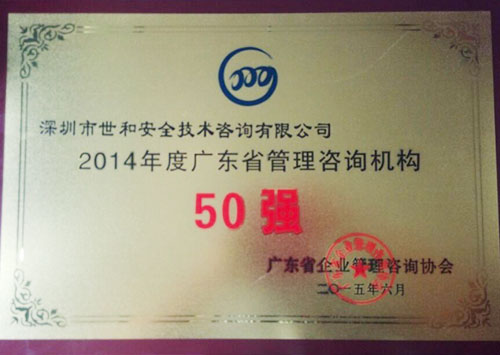 深圳市世和安全技术咨询有限公司
2014年度广东省管理咨询机构
50强
广东省企业管理咨询协会
二〇一五年六月